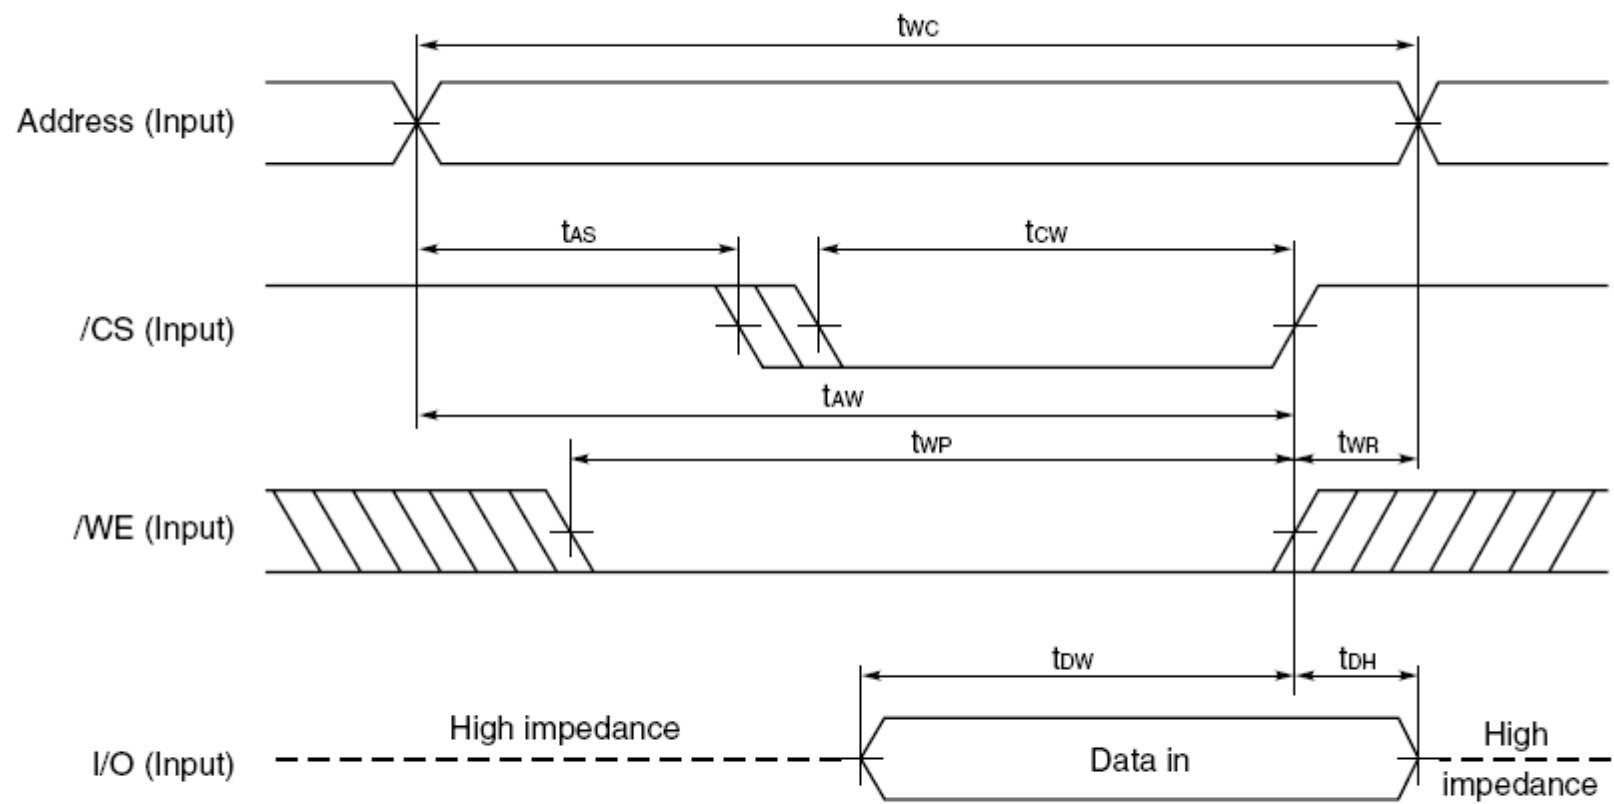 tWC
Address (Input)
tAS
tCW
/CS (Input)
tAW
tWP
tWR
/WE (Input)
tDW
tDH
High impedance
Data in
High
impedance
I/O (Input)